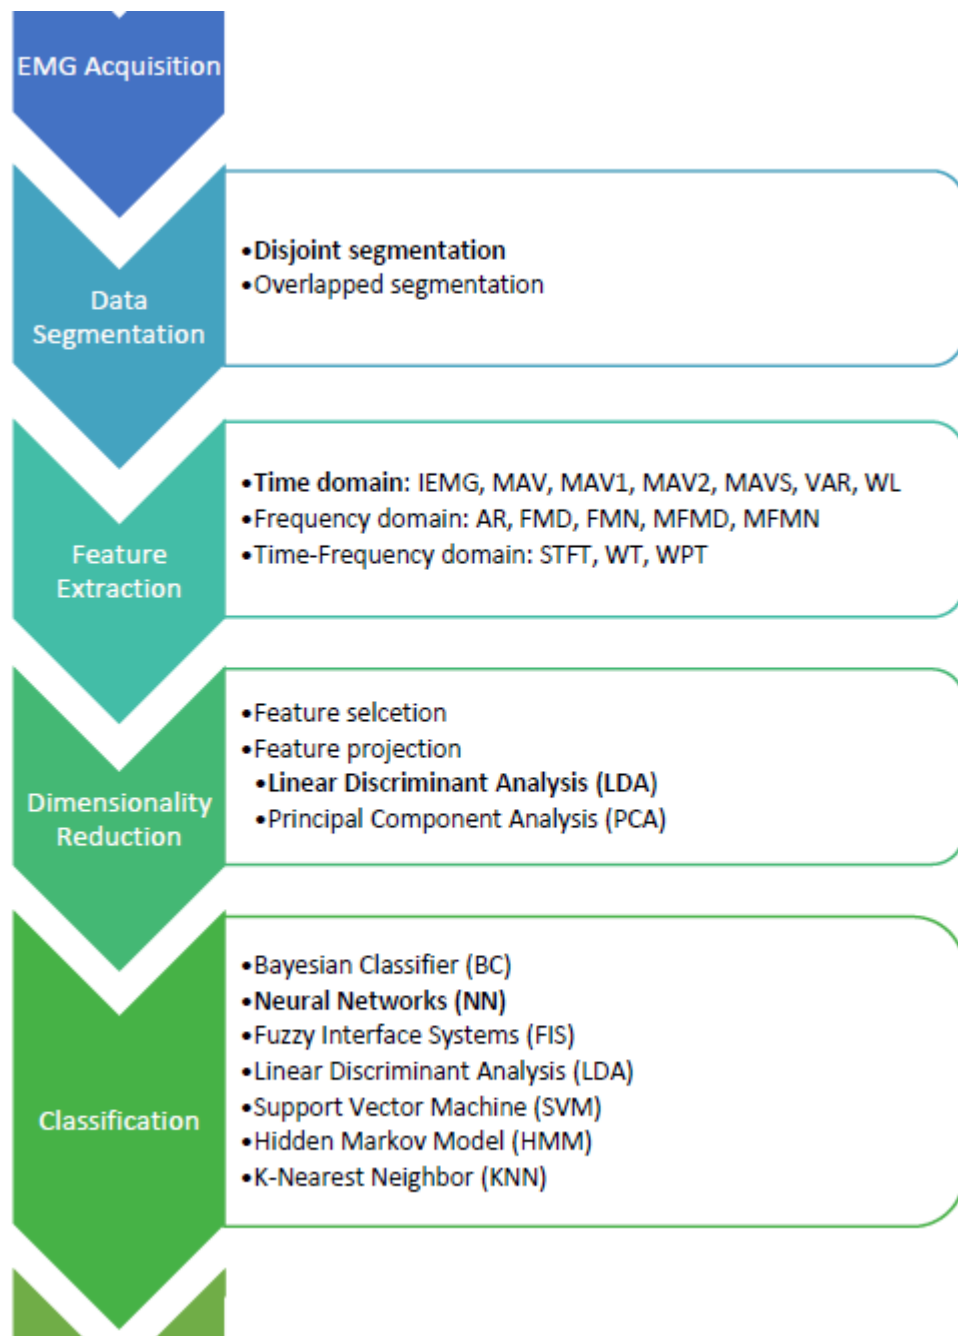 EMG Acquisition
Data
Segmentation
•Disjoint segmentation
•Overlapped segmentation
Feature
Extraction
•Time domain: IEMG, MAV, MAV1, MAV2, MAVS, VAR, WL
•Frequency domain: AR, FMD, FMN, MFMD, MFMN
•Time-Frequency domain: STFT, WT, WPT
Dimensionality
Reduction
•Feature selcetion
•Feature projection
•Linear Discriminant Analysis (LDA)
•Principal Component Analysis (PCA)
Classification
•Bayesian Classifier (BC)
•Neural Networks (NN)
•Fuzzy Interface Systems (FIS)
•Linear Discriminant Analysis (LDA)
•Support Vector Machine (SVM)
•Hidden Markov Model (HMM)
•K-Nearest Neighbor (KNN)